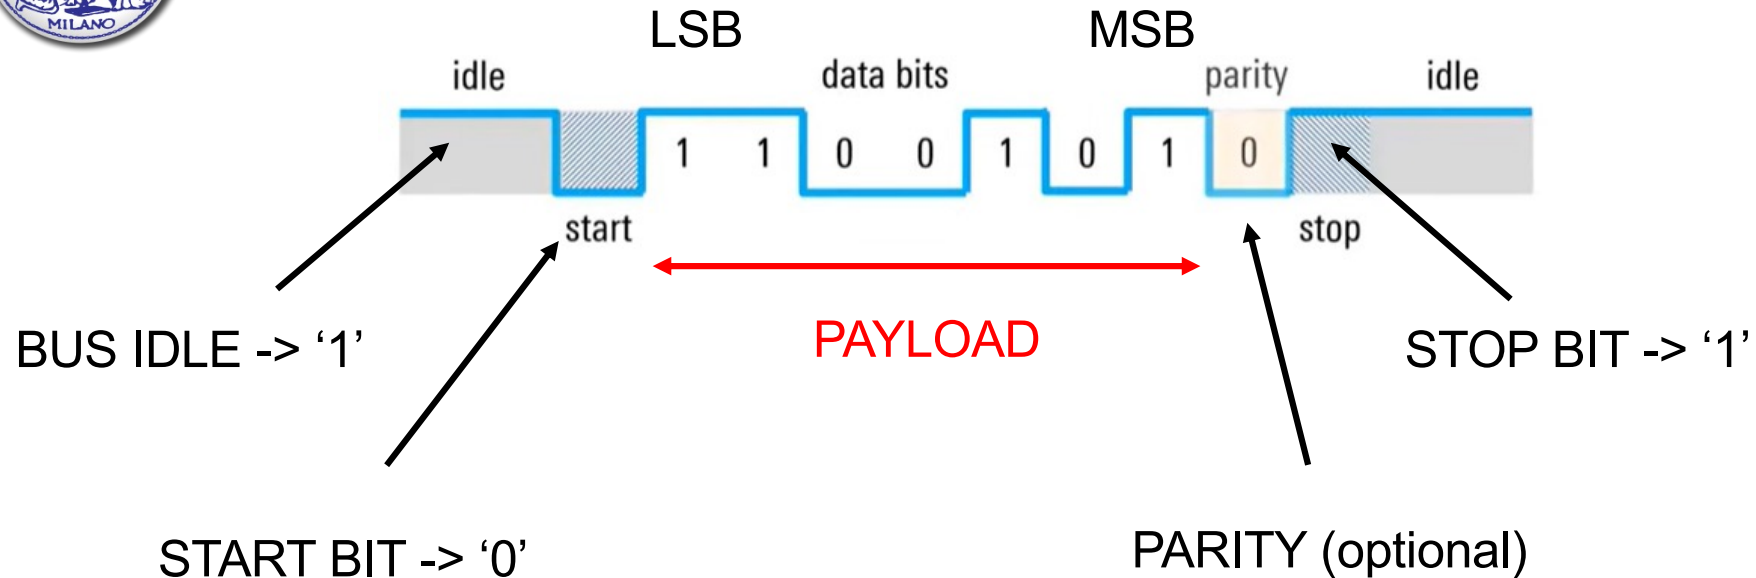 MILANO
LSB MSB
idle data bits parity idle
1 1 0 0 1 0 1 0
start stop
BUS IDLE -> ‘1’ PAYLOAD STOP BIT -> ‘1’
START BIT -> ‘0’ PARITY (optional)